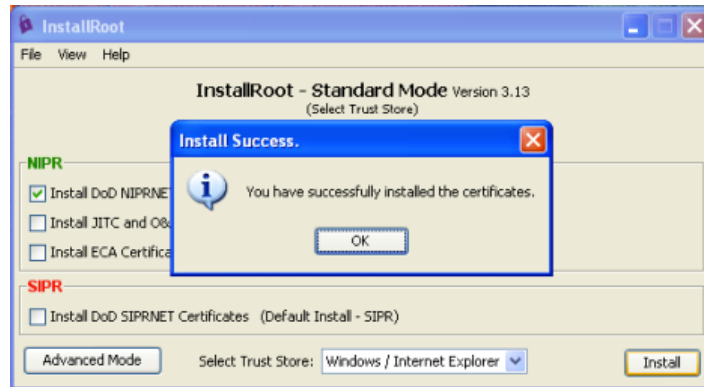 InstallRoot
File View Help
InstallRoot - Standard Mode Version 3.13
(Select Trust Store)
Install Success.
You have successfully installed the certificates.
OK
NIPR
Install DoD NIPRNE
Install JITC and
Install ECA Certifica
SIPR
Install DoD SIPRNET Certificates (Default Install - SIPR)
Advanced Mode Select Trust Store: Windows / Internet Explorer Install